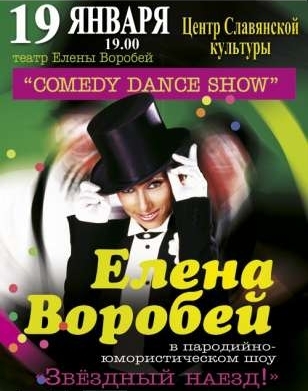 19 ЯНВАРЯ
19.00
театр Елены Воробей
Центр Славянской
культуры
“COMEDY DANCE SHOW”
Елена
Воробей
в пародийно-
юмористическом шоу
«Звёздный наезд!»